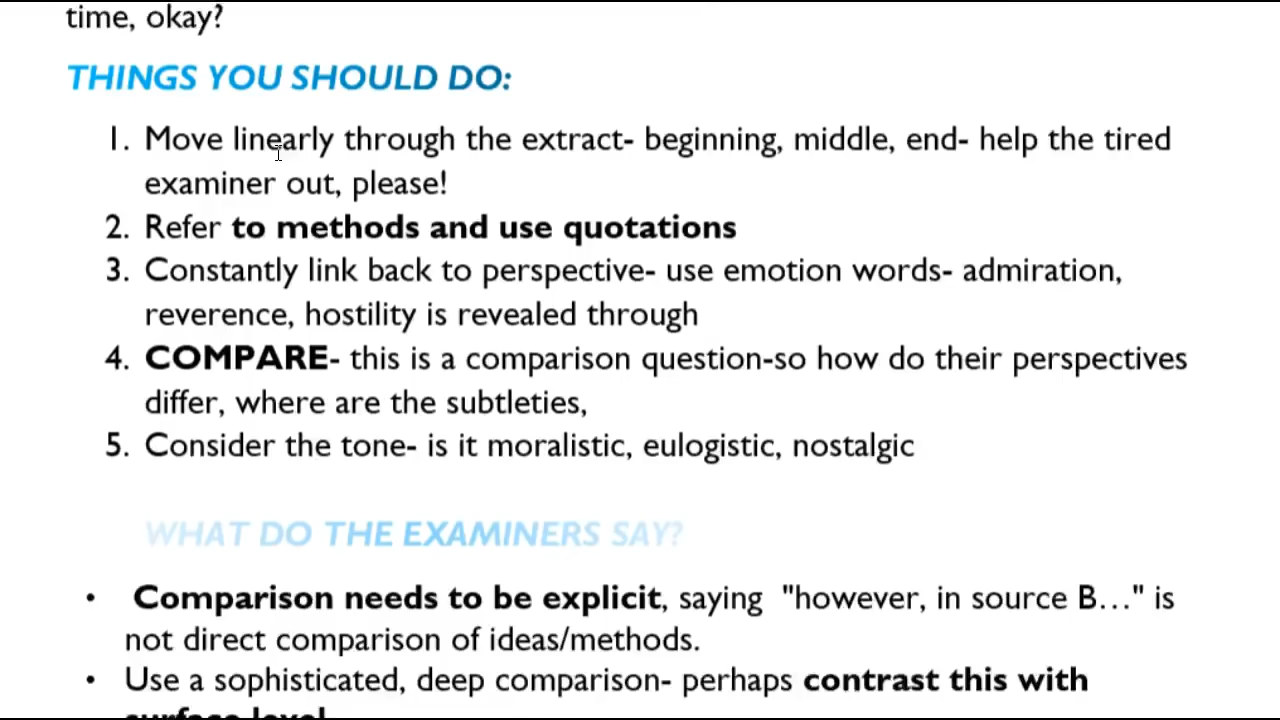 time, okay?
THINGS YOU SHOULD DO:
1. Move linearly through the extract- beginning, middle, end- help the tired
examiner out, please!
2. Refer to methods and use quotations
3. Constantly link back to perspective- use emotion words- admiration,
reverence, hostility is revealed through
4. COMPARE- this is a comparison question-so how do their perspectives
differ, where are the subtleties,
5. Consider the tone- is it moralistic, eulogistic, nostalgic
WHAT DO THE EXAMINERS SAY?
• Comparison needs to be explicit, saying "however, in source B…" is
not direct comparison of ideas/methods.
• Use a sophisticated, deep comparison- perhaps contrast this with
surface level